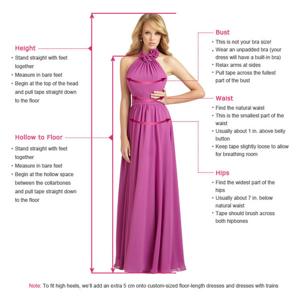 Height
• Stand straight with feet
together
• Measure in bare feet
• Begin at the top of the head
and pull tape straight down
to the floor
Hollow to Floor
• Stand straight with feet
together
• Measure in bare feet
• Begin at the hollow space
between the collarbones
and pull tape straight down
to the floor
Bust
• This is not your bra size!
• Wear an unpadded bra (your
dress will have a built-in bra)
• Relax arms at sides
• Pull tape across the fullest
part of the bust
Waist
• Find the natural waist
• This is the smallest part of the
waist
• Usually about 1 in. above belly
button
• Keep tape slightly loose to allow
for breathing room
Hips
• Find the widest part of the
hips
• Usually about 7 in. below
natural waist
• Tape should brush across
both hipbones
Note: To fit high heels, we'll add an extra 5 cm onto custom-sized floor-length dresses and dresses with trains